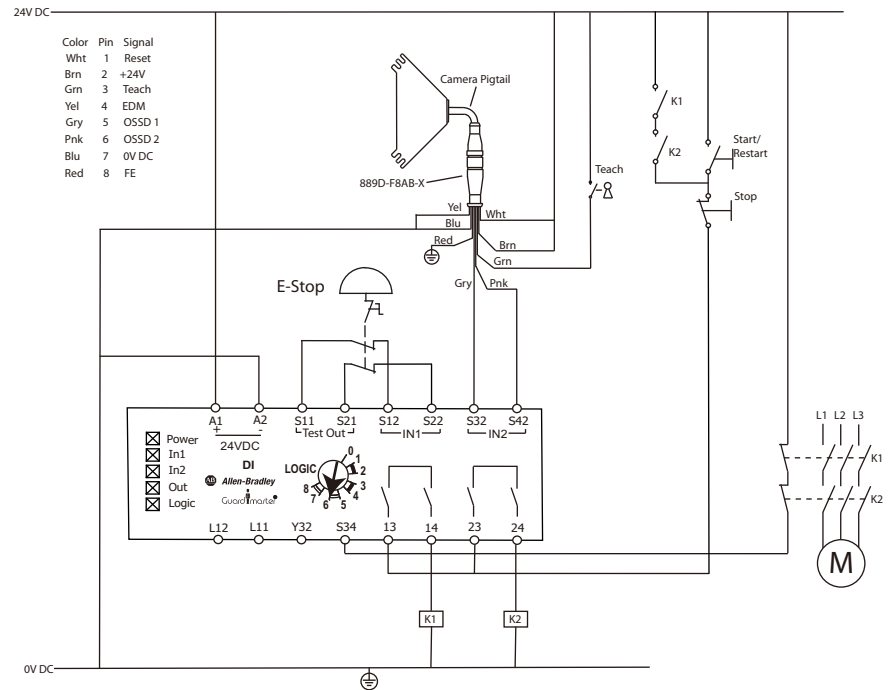 24V DC
Color Pin Signal
Wht 1 Reset
Brn 2 +24V
Grn 3 Teach
Yel 4 EDM
Gry 5 OSSD 1
Pnk 6 OSSD 2
Blu 7 0V DC
Red 8 FE
Camera Pigtail
889D-F8AB-X
K1
K2
Start/
Restart
Stop
Teach
Yel
Wht
Blu
Red
Brn
Grn
Gry
Pnk
E-Stop
A1 A2 S11 S21 S12 S22 S32 S42
+ - Test Out IN1 IN2
24VDC
Power
In1
In2
Out
Logic
DI
AB Allen-Bradley
Guardmaster
LOGIC
0
1
2
3
4
5
6
7
8
L12 L11 Y32 S34 13 14 23 24
L1 L2 L3
K1
K2
M
K1
K2
0V DC